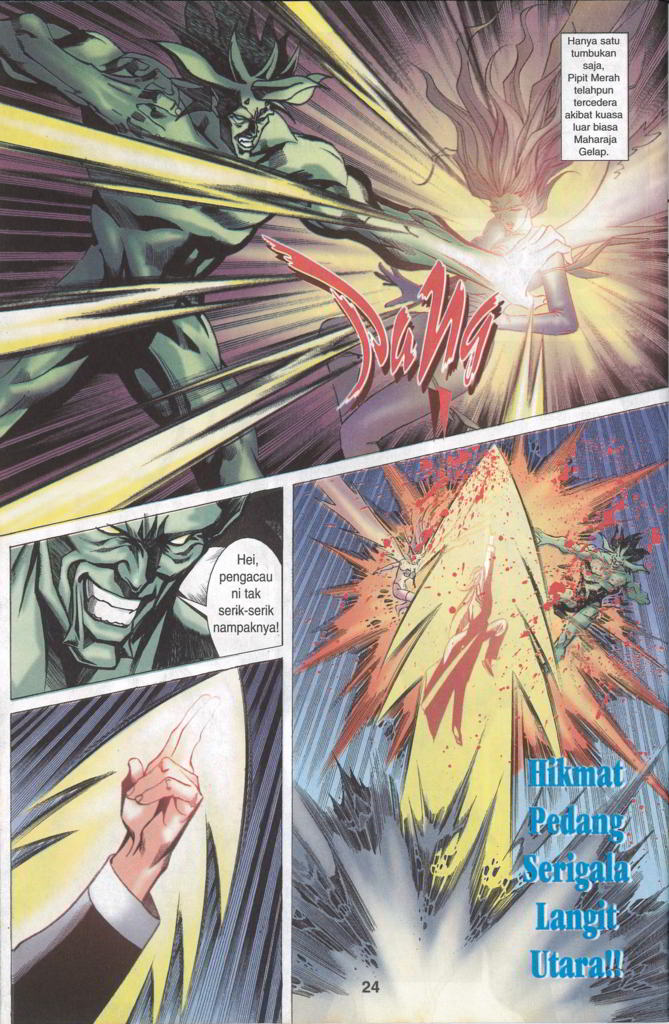 Hanya satu
tumbukan
saja,
Pipit Merah
telahpun
tercedera
akibat kuasa
luar biasa
Maharaja
Gelap.
Pang
Hei,
pengacau
ni tak
serik-serik
nampaknya!
Hikmat
Pedang
Serigala
Langit
Utara!!
24